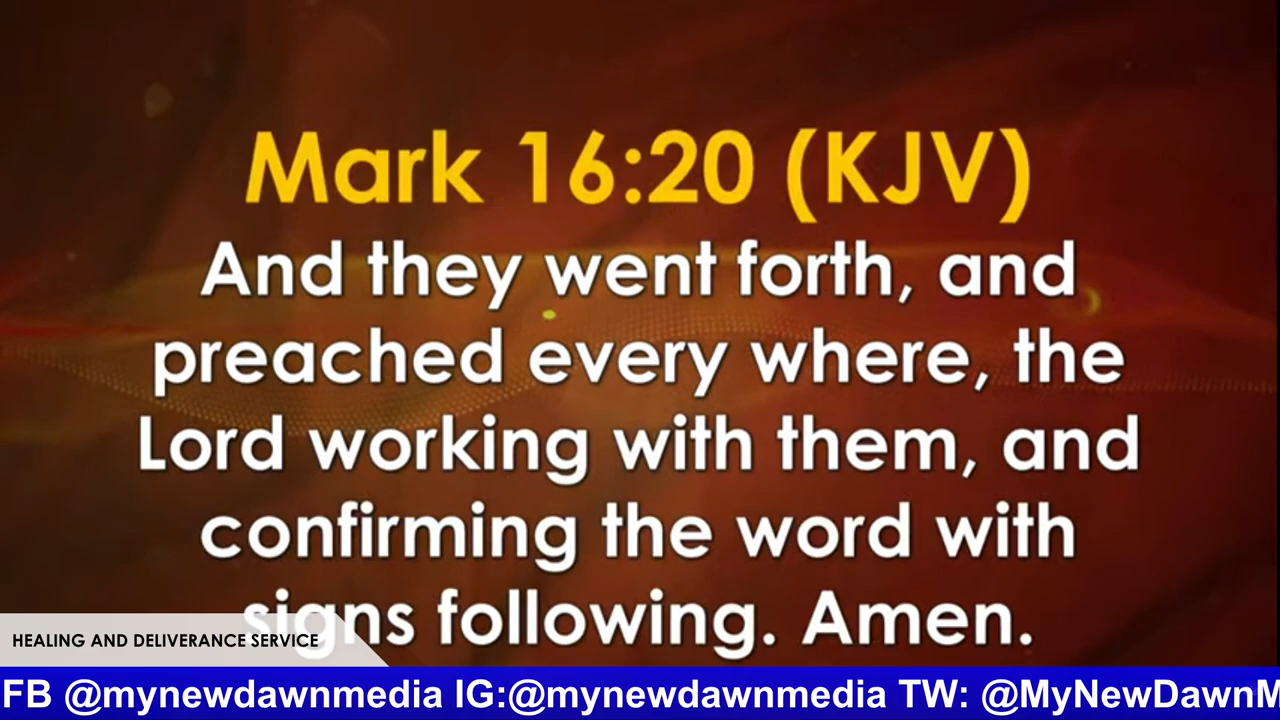 Mark 16:20 (KJV)
And they went forth, and
preached every where, the
Lord working with them, and
confirming the word with
signs following. Amen.
HEALING AND DELIVERANCE SERVICE
FB @mynewdawnmedia IG:@mynewdawnmedia TW: @MyNewDawnM